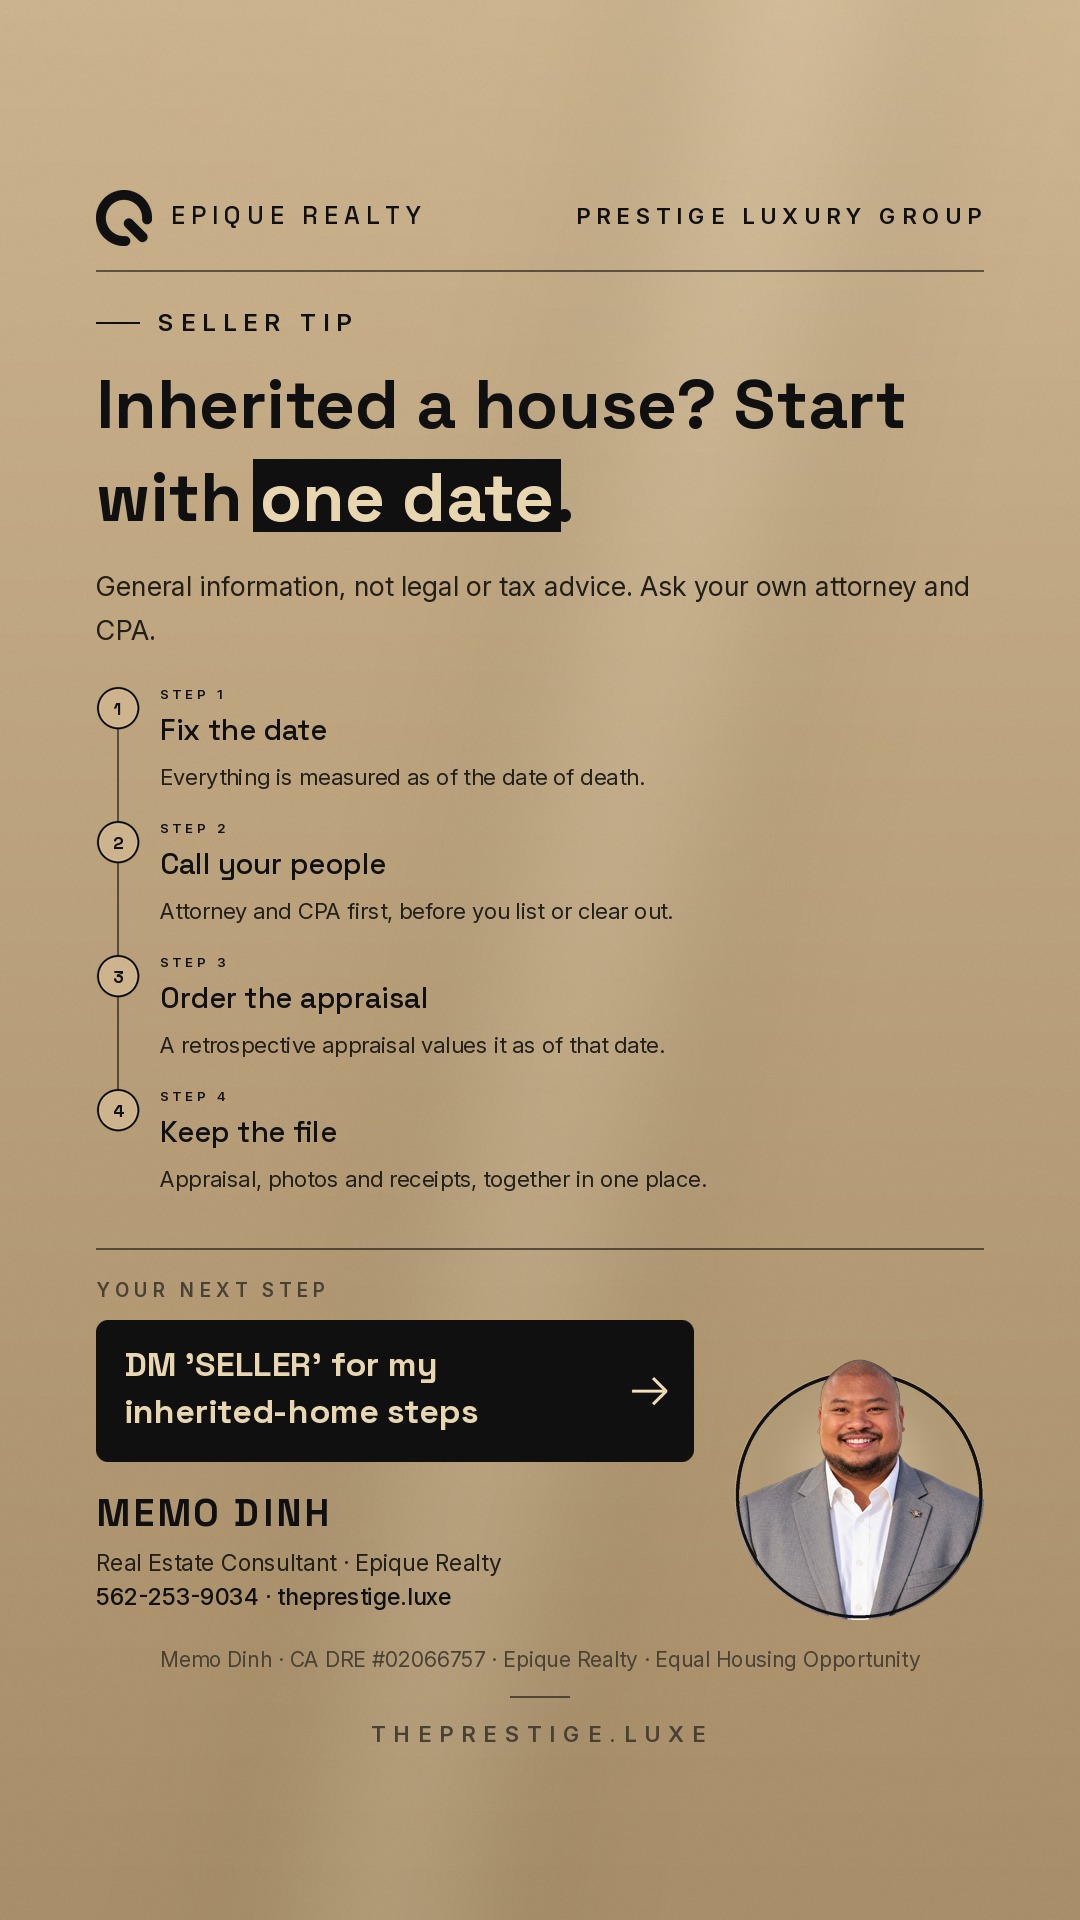 EPIQUE REALTY
PRESTIGE LUXURY GROUP
SELLER TIP
Inherited a house? Start
with one date.
General information, not legal or tax advice. Ask your own attorney and
CPA.
1
STEP 1
Fix the date
Everything is measured as of the date of death.
2
STEP 2
Call your people
Attorney and CPA first, before you list or clear out.
3
STEP 3
Order the appraisal
A retrospective appraisal values it as of that date.
4
STEP 4
Keep the file
Appraisal, photos and receipts, together in one place.
YOUR NEXT STEP
DM ’SELLER’ for my
inherited-home steps
MEMO DINH
Real Estate Consultant · Epique Realty
562-253-9034 · theprestige.luxe
Memo Dinh · CA DRE #02066757 · Epique Realty · Equal Housing Opportunity
THEPRESTIGE.LUXE